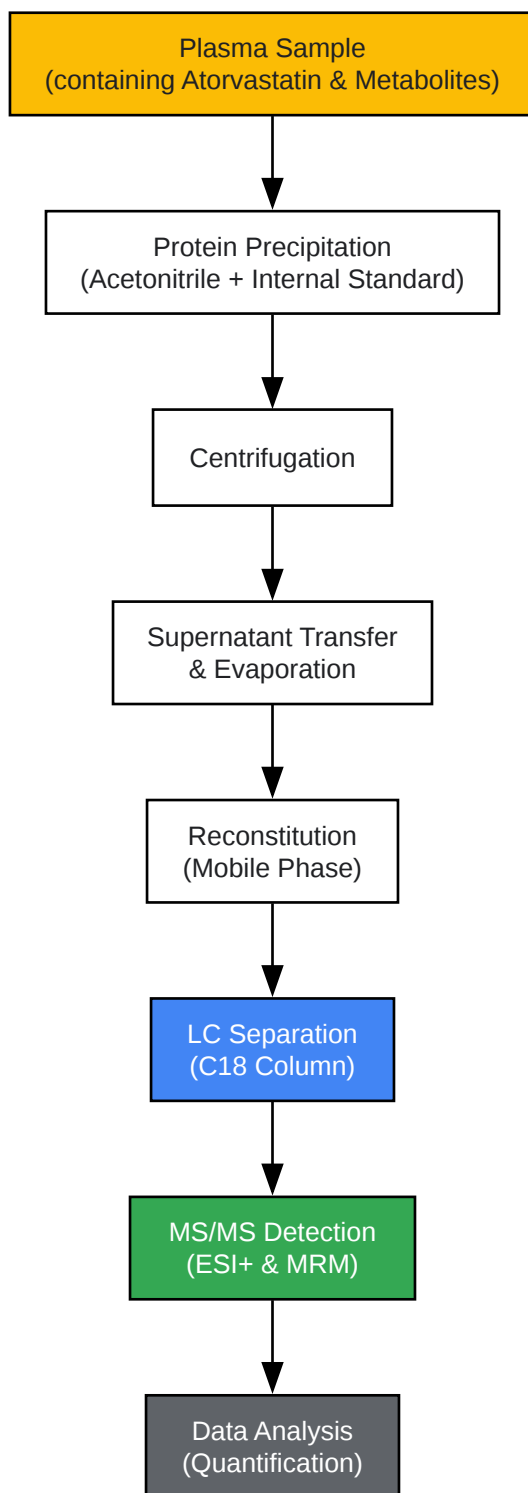 Plasma Sample
(containing Atorvastatin & Metabolites)
Protein Precipitation
(Acetonitrile + Internal Standard)
Centrifugation
Supernatant Transfer
& Evaporation
Reconstitution
(Mobile Phase)
LC Separation
(C18 Column)
MS/MS Detection
(ESI+ & MRM)
Data Analysis
(Quantification)